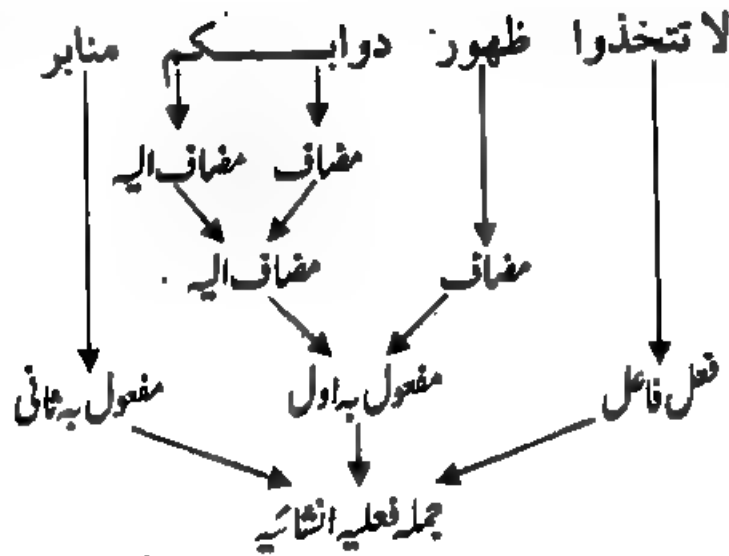 لا تتخذوا ظهور دوابــــــكم منابر
مضاف مضاف الیہ
مضاف مضاف الیہ
فعل فاعل مفعول بہ اول مفعول بہ ثانی
جملہ فعلیہ انشائیہ